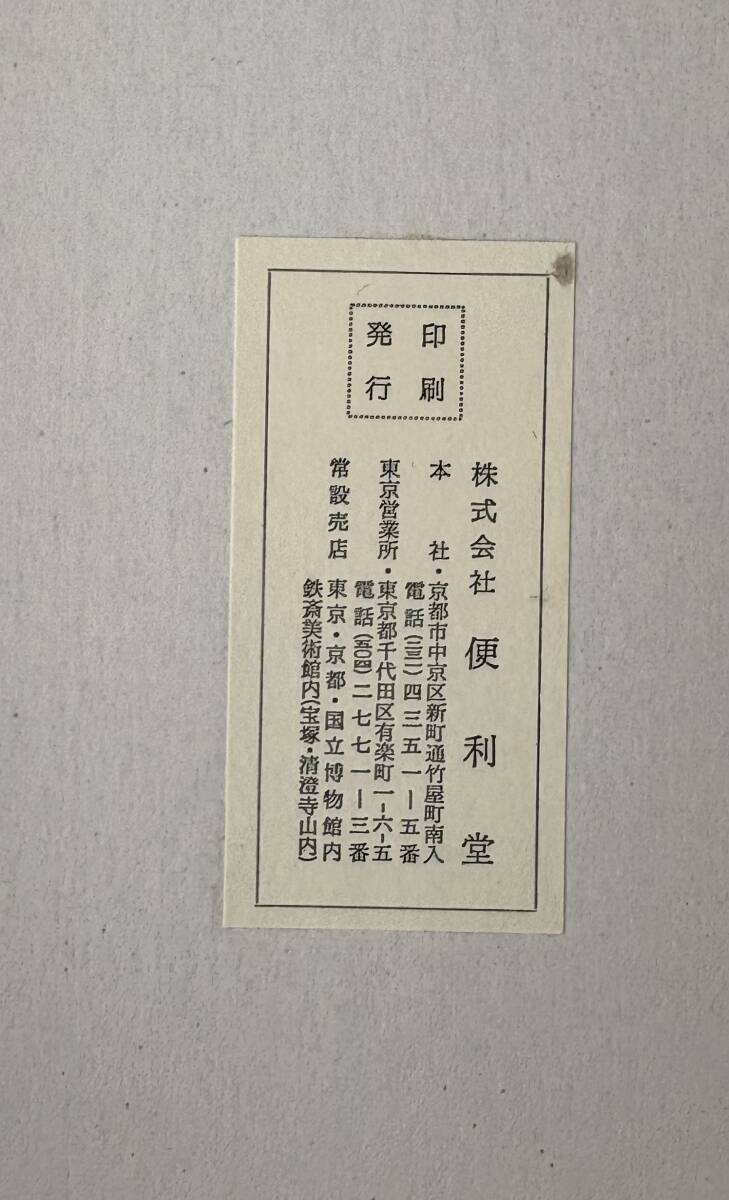 印刷
発行
株式会社 便利堂
本社・京都市中京区新町通竹屋町南入
電話(二三一)四三五一―五番
東京営業所・東京都千代田区有楽町一-六-五
電話(五〇四)二七七一―三番
常設売店 東京・京都・国立博物館内
鉄斎美術館内(宝塚・清澄寺山内)